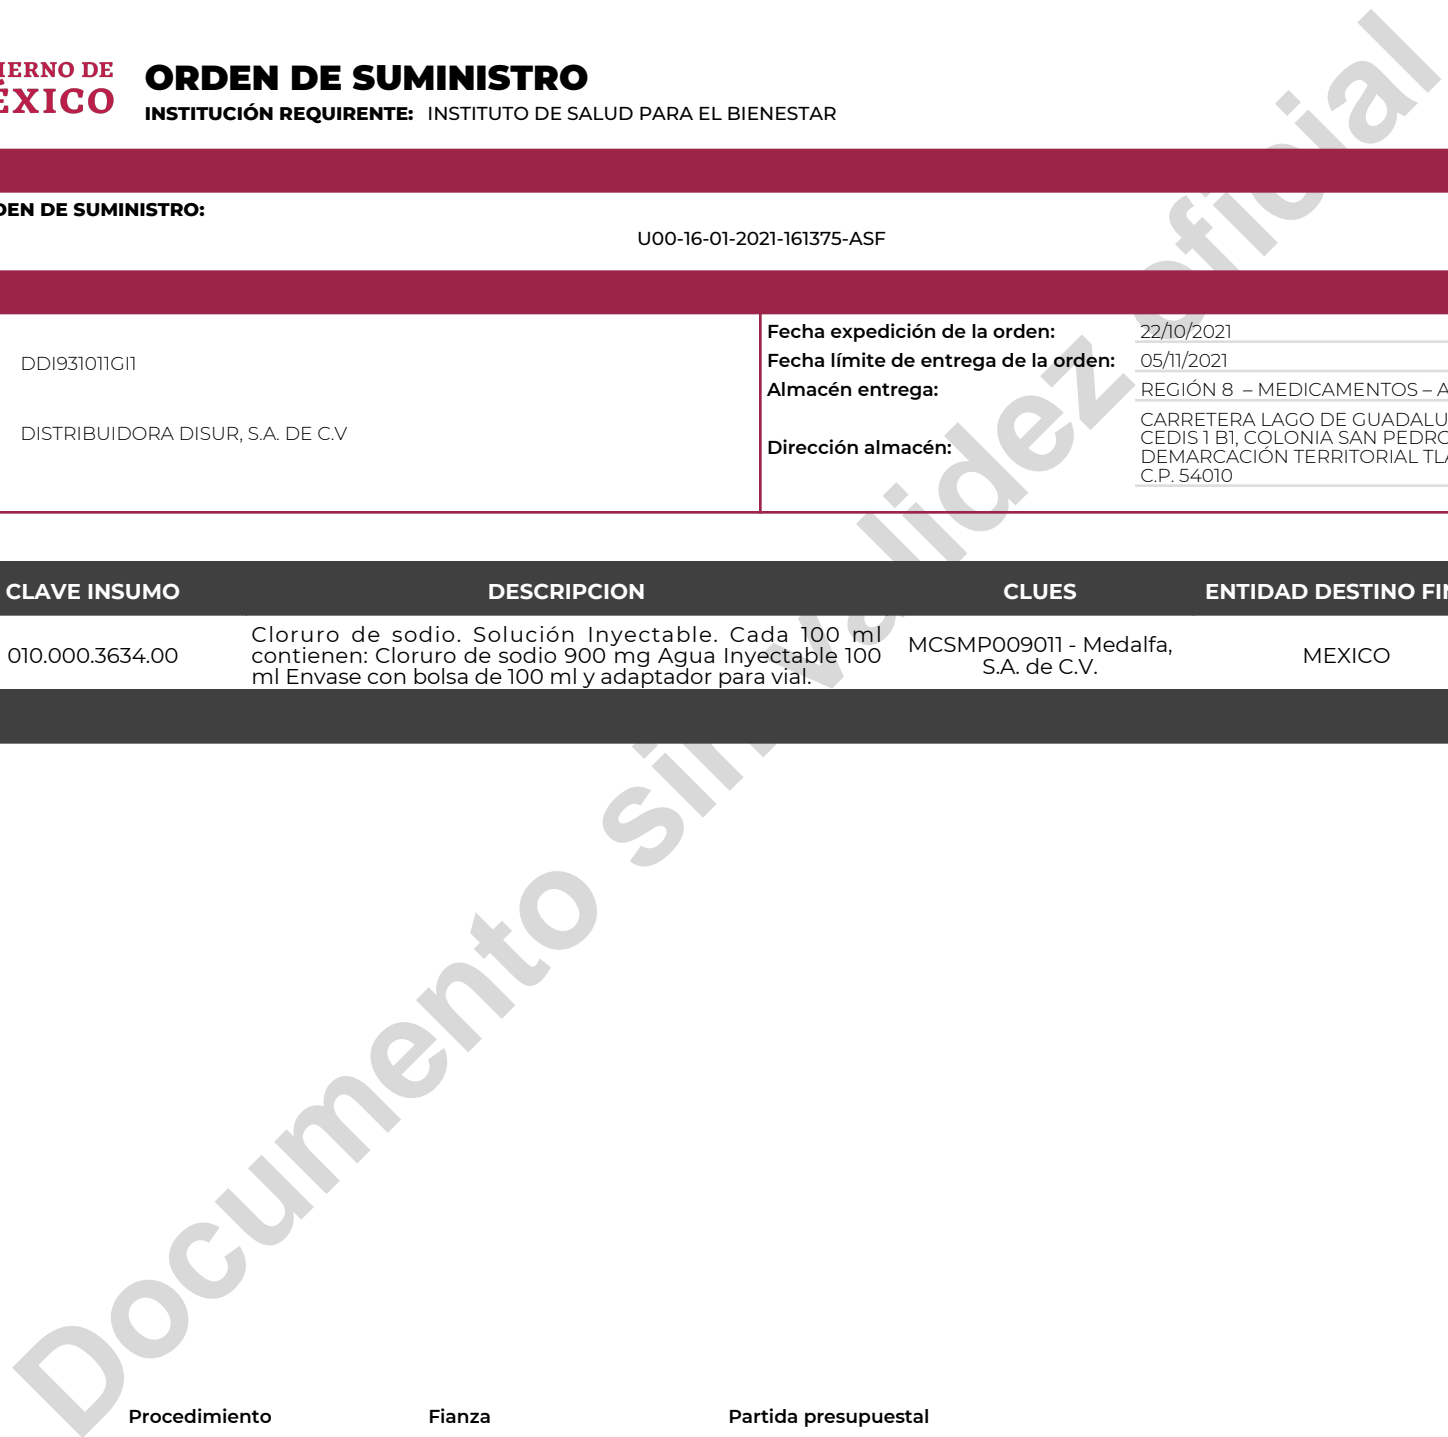 IERNO DE
ÉXICO
ORDEN DE SUMINISTRO
INSTITUCIÓN REQUIRENTE: INSTITUTO DE SALUD PARA EL BIENESTAR
DEN DE SUMINISTRO:
U00-16-01-2021-161375-ASF
DDI931011GI1
DISTRIBUIDORA DISUR, S.A. DE C.V
Fecha expedición de la orden: 22/10/2021
Fecha límite de entrega de la orden: 05/11/2021
Almacén entrega: REGIÓN 8 – MEDICAMENTOS – A
Dirección almacén:
CARRETERA LAGO DE GUADALU
CEDIS 1 B1, COLONIA SAN PEDRO
DEMARCACIÓN TERRITORIAL TLA
C.P. 54010
CLAVE INSUMO DESCRIPCION CLUES ENTIDAD DESTINO FIN
010.000.3634.00
Cloruro de sodio. Solución Inyectable. Cada 100 ml
contienen: Cloruro de sodio 900 mg Agua Inyectable 100
ml Envase con bolsa de 100 ml y adaptador para vial.
MCSMP009011 - Medalfa,
S.A. de C.V.
MEXICO
Documento sin validez oficial
Procedimiento Fianza Partida presupuestal